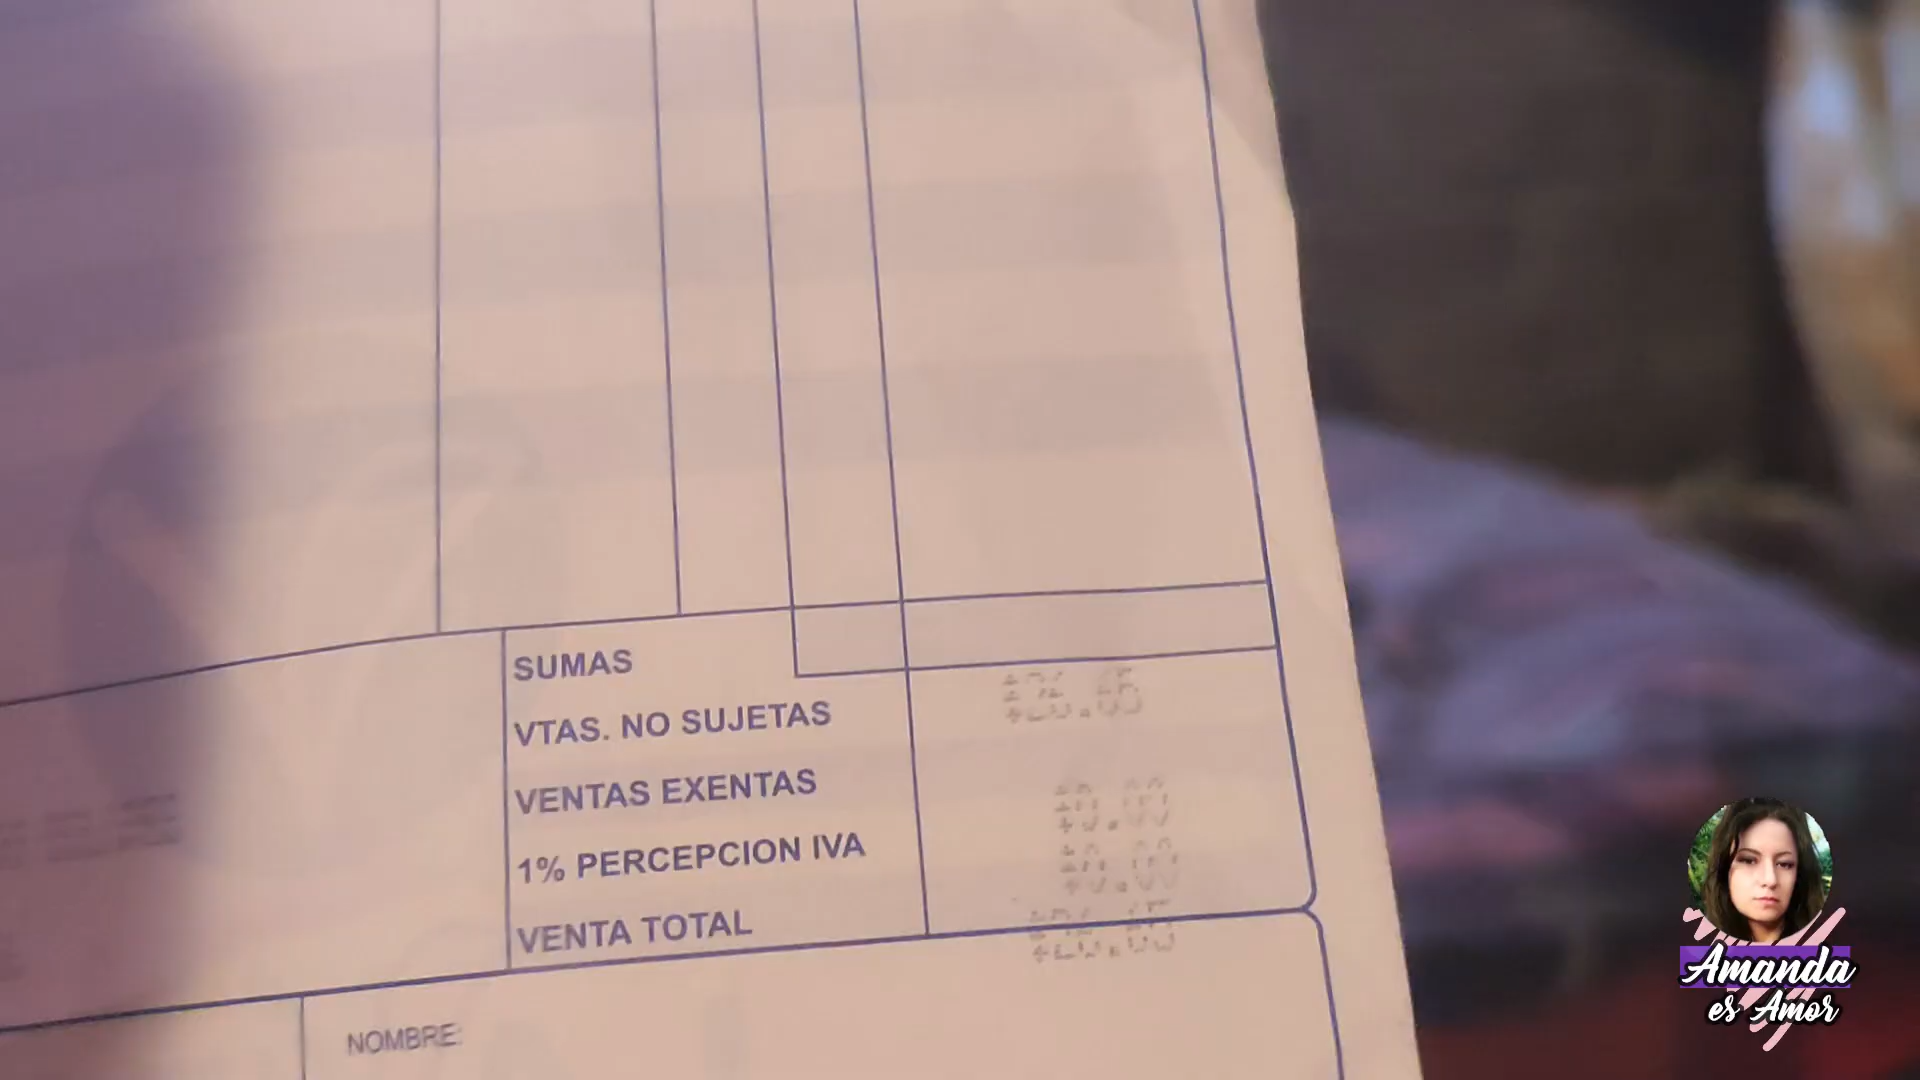 SUMAS
VTAS. NO SUJETAS
VENTAS EXENTAS
1% PERCEPCION IVA
VENTA TOTAL
NOMBRE:
Amanda
es Amor